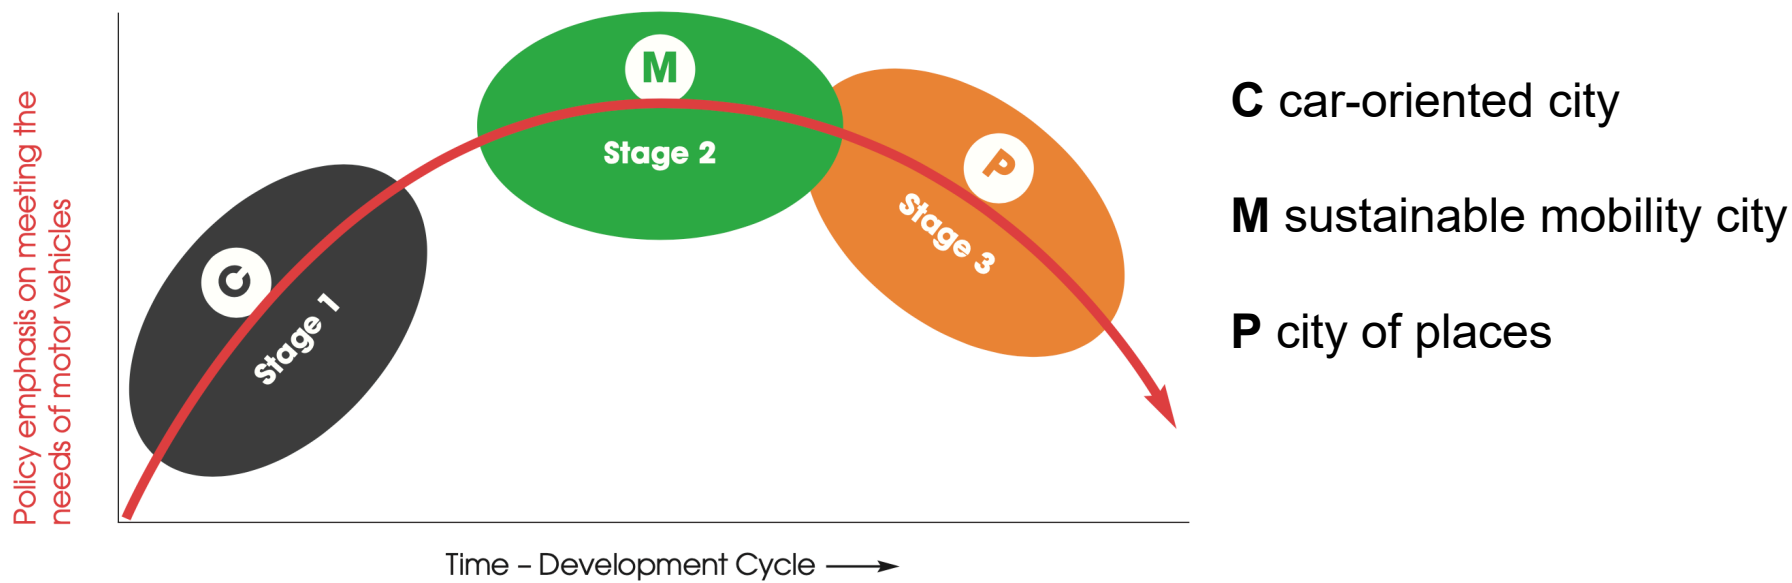 Policy emphasis on meeting the
needs of motor vehicles
C
Stage 1
M
Stage 2
P
Stage 3
Time – Development Cycle
C car-oriented city
M sustainable mobility city
P city of places